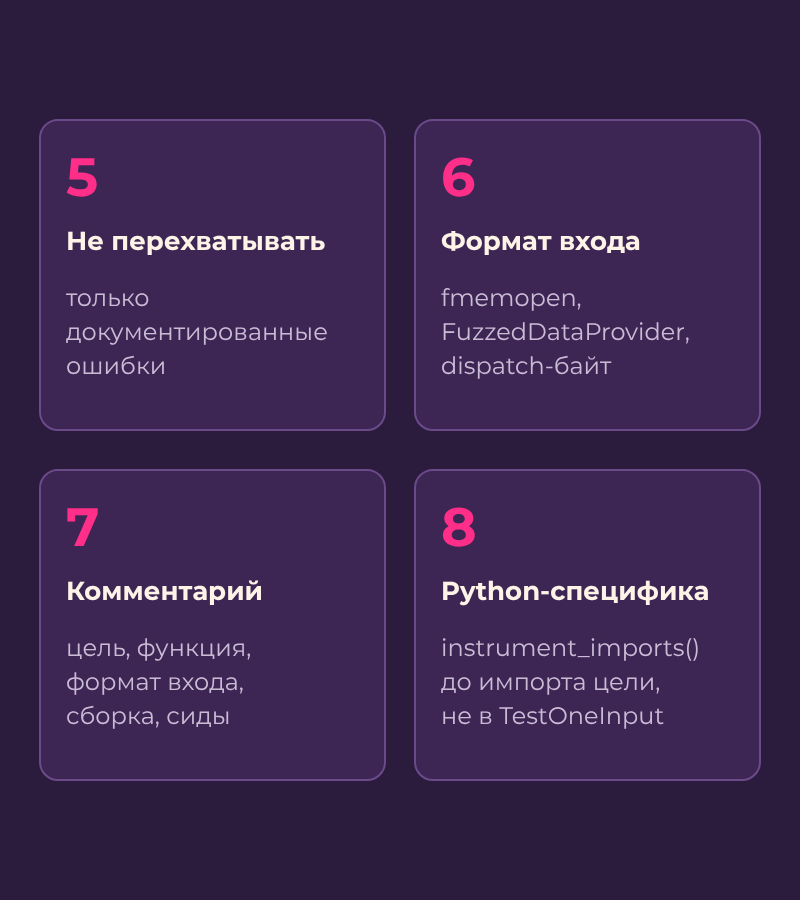 5
Не перехватывать
только
документированные
ошибки
6
Формат входа
fmemopen,
FuzzedDataProvider,
dispatch-байт
7
Комментарий
цель, функция,
формат входа,
сборка, сиды
8
Python-специфика
instrument_imports()
до импорта цели,
не в TestOneInput